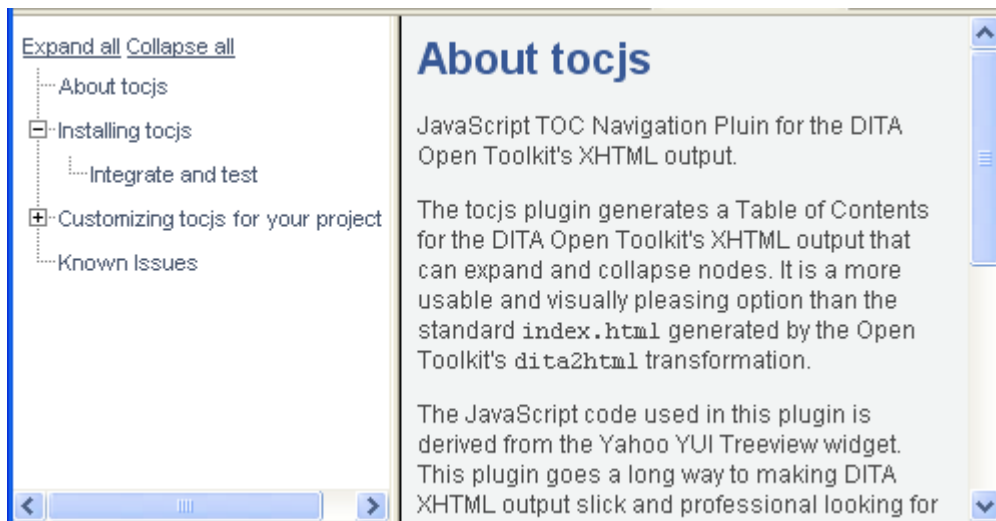 Expand all Collapse all
About tocjs
Installing tocjs
Integrate and test
Customizing tocjs for your project
Known Issues
About tocjs
JavaScript TOC Navigation Pluin for the DITA
Open Toolkit's XHTML output.
The tocjs plugin generates a Table of Contents
for the DITA Open Toolkit's XHTML output that
can expand and collapse nodes. It is a more
usable and visually pleasing option than the
standard index.html generated by the Open
Toolkit's dita2html transformation.
The JavaScript code used in this plugin is
derived from the Yahoo YUI Treeview widget.
This plugin goes a long way to making DITA
XHTML output slick and professional looking for